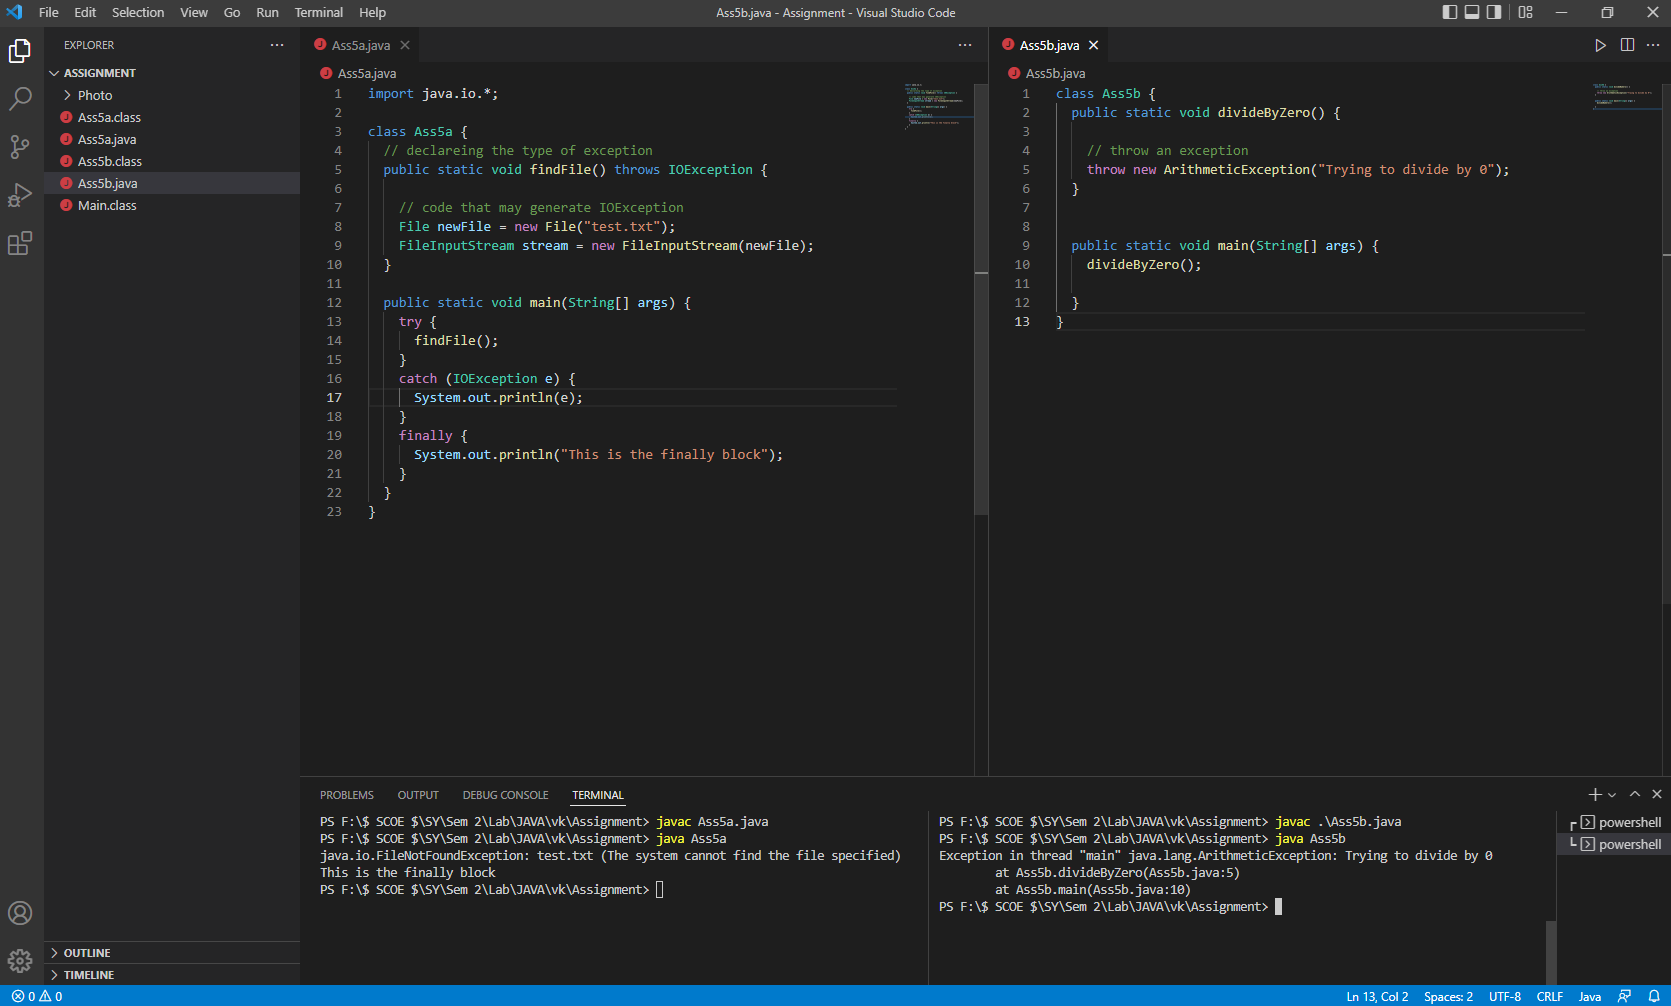 File Edit Selection View Go Run Terminal Help
Ass5b.java - Assignment - Visual Studio Code
EXPLORER
ASSIGNMENT
Photo
Ass5a.class
Ass5a.java
Ass5b.class
Ass5b.java
Main.class
OUTLINE
TIMELINE
Ass5a.java
Ass5a.java
1 import java.io.*;
2
3 class Ass5a {
4 // declareing the type of exception
5 public static void findFile() throws IOException {
6
7 // code that may generate IOException
8 File newFile = new File("test.txt");
9 FileInputStream stream = new FileInputStream(newFile);
10 }
11
12 public static void main(String[] args) {
13 try {
14 findFile();
15 }
16 catch (IOException e) {
17 System.out.println(e);
18 }
19 finally {
20 System.out.println("This is the finally block");
21 }
22 }
23 }
Ass5b.java
Ass5b.java
1 class Ass5b {
2 public static void divideByZero() {
3
4 // throw an exception
5 throw new ArithmeticException("Trying to divide by 0");
6 }
7
8
9 public static void main(String[] args) {
10 divideByZero();
11
12 }
13 }
PROBLEMS OUTPUT DEBUG CONSOLE TERMINAL
PS F:\$ SCOE $\SY\Sem 2\Lab\JAVA\vk\Assignment> javac Ass5a.java
PS F:\$ SCOE $\SY\Sem 2\Lab\JAVA\vk\Assignment> java Ass5a
java.io.FileNotFoundException: test.txt (The system cannot find the file specified)
This is the finally block
PS F:\$ SCOE $\SY\Sem 2\Lab\JAVA\vk\Assignment>
PS F:\$ SCOE $\SY\Sem 2\Lab\JAVA\vk\Assignment> javac .\Ass5b.java
PS F:\$ SCOE $\SY\Sem 2\Lab\JAVA\vk\Assignment> java Ass5b
Exception in thread "main" java.lang.ArithmeticException: Trying to divide by 0
at Ass5b.divideByZero(Ass5b.java:5)
at Ass5b.main(Ass5b.java:10)
PS F:\$ SCOE $\SY\Sem 2\Lab\JAVA\vk\Assignment>
powershell
powershell
0 0
Ln 13, Col 2 Spaces: 2 UTF-8 CRLF Java